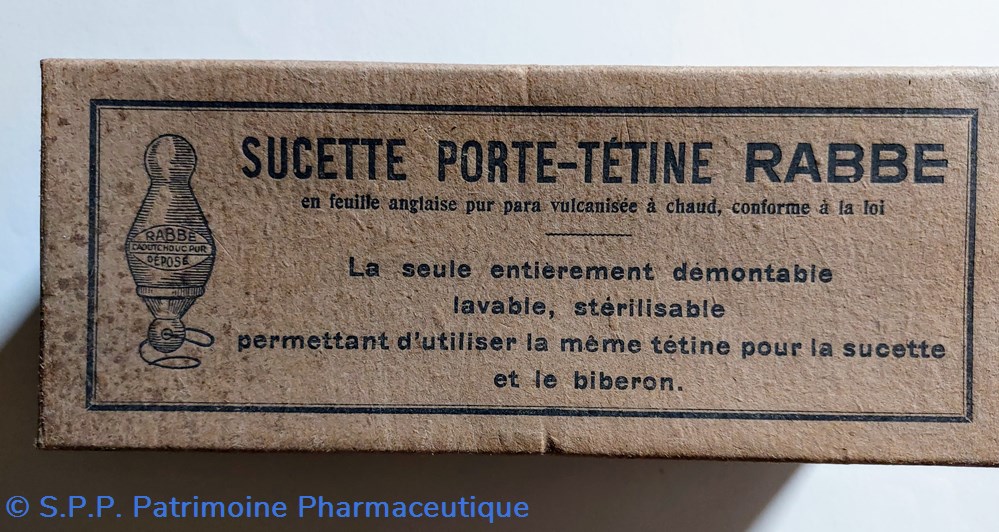 SUCETTE PORTE-TÉTINE RABBE
en feuille anglaise pur para vulcanisée à chaud, conforme à la loi
La seule entièrement démontable
lavable, stérilisable
permettant d'utiliser la même tétine pour la sucette
et le biberon.
RABBE
CAOUTCHOUC PUR
DÉPOSÉ
© S.P.P. Patrimoine Pharmaceutique